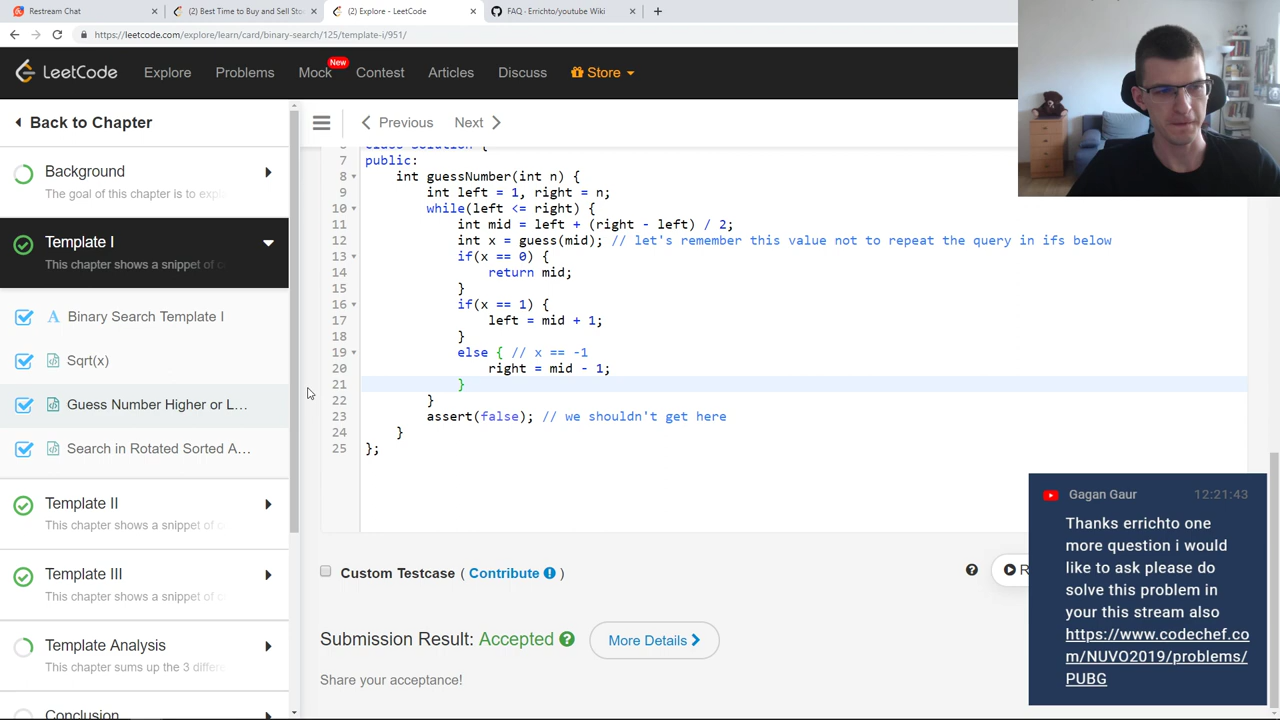 Restream Chat
(2) Best Time to Buy and Sell Sto
(2) Explore - LeetCode
FAQ · Errichto/youtube Wiki
https://leetcode.com/explore/learn/card/binary-search/125/template-i/951/
LeetCode Explore Problems Mock New Contest Articles Discuss Store
Back to Chapter
Previous Next
Background
The goal of this chapter is to expl
Template I
This chapter shows a snippet of c
Binary Search Template I
Sqrt(x)
Guess Number Higher or L...
Search in Rotated Sorted A...
Template II
This chapter shows a snippet of c
Template III
This chapter shows a snippet of c
Template Analysis
This chapter sums up the 3 differe
Conclusion
class Solution {
7 public:
8 int guessNumber(int n) {
9 int left = 1, right = n;
10 while(left <= right) {
11 int mid = left + (right - left) / 2;
12 int x = guess(mid); // let's remember this value not to repeat the query in ifs below
13 if(x == 0) {
14 return mid;
15 }
16 if(x == 1) {
17 left = mid + 1;
18 }
19 else { // x == -1
20 right = mid - 1;
21 }
22 }
23 assert(false); // we shouldn't get here
24 }
25 };
Custom Testcase ( Contribute )
R
Submission Result: Accepted
More Details
Share your acceptance!
Gagan Gaur 12:21:43
Thanks errichto one
more question i would
like to ask please do
solve this problem in
your this stream also
https://www.codechef.co
m/NUVO2019/problems/
PUBG